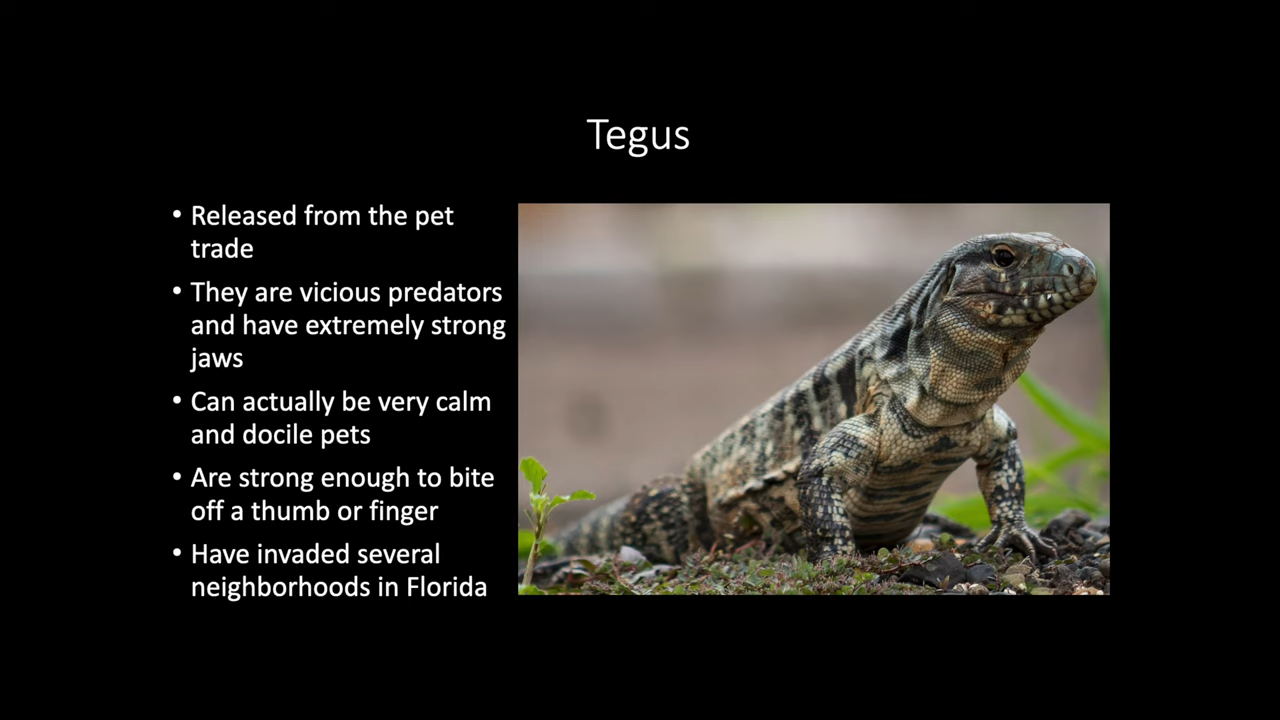 Tegus
• Released from the pet
trade
• They are vicious predators
and have extremely strong
jaws
• Can actually be very calm
and docile pets
• Are strong enough to bite
off a thumb or finger
• Have invaded several
neighborhoods in Florida